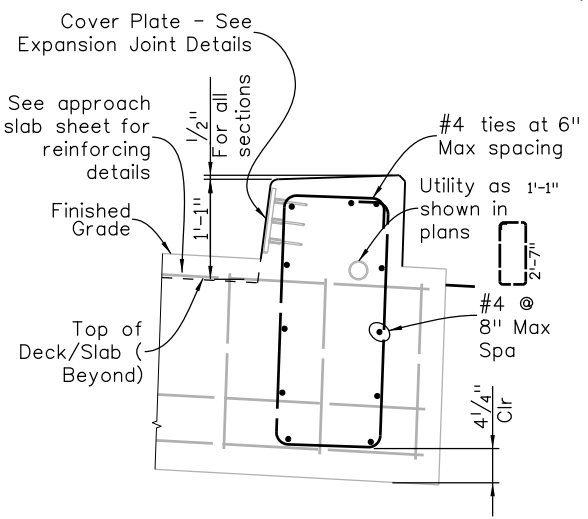 Cover Plate - See
Expansion Joint Details
See approach
slab sheet for
reinforcing
details
1/2"
For all
sections
#4 ties at 6"
Max spacing
Utility as
shown in
plans
1'-1"
Finished
Grade
1'-1"
2'-7"
#4 @
8" Max
Spa
Top of
Deck/Slab (
Beyond)
4 1/4"
Clr